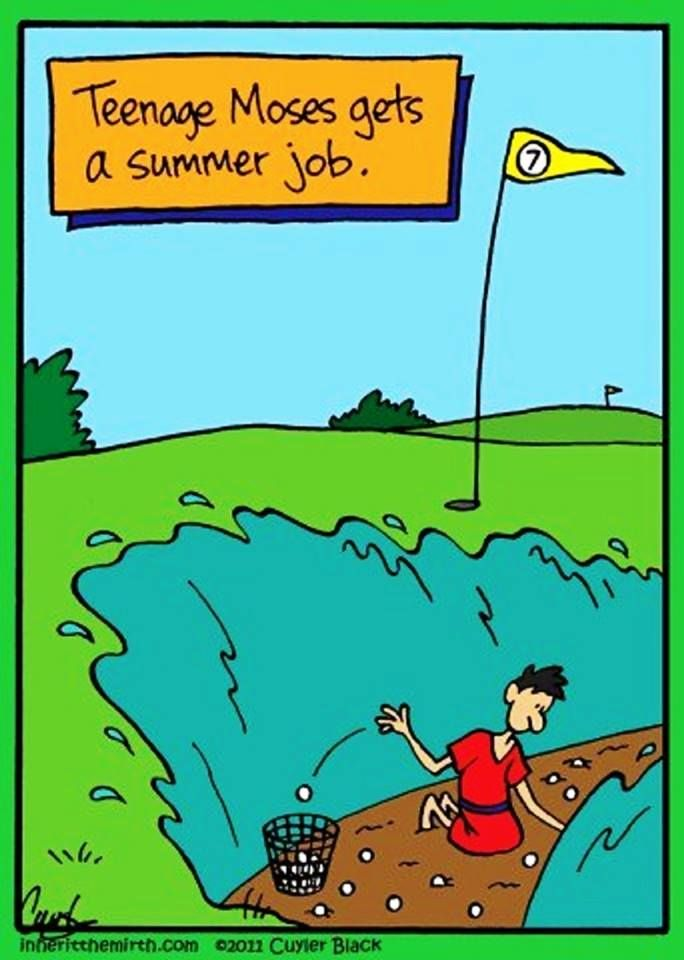 Teenage Moses gets
a summer job.
7
inheritthemirth.com ©2011 Cuyler Black